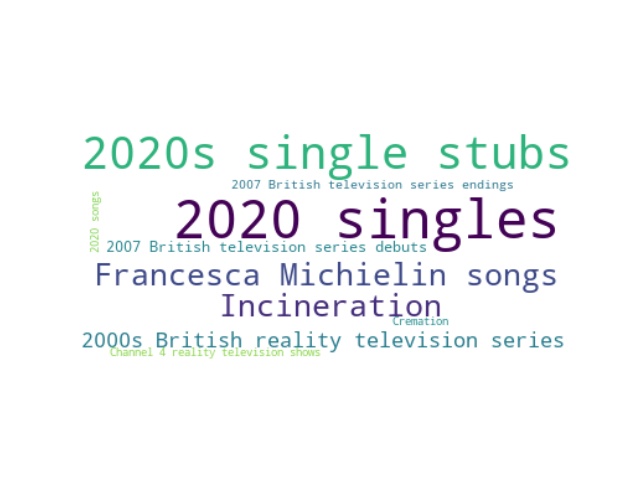 2020s single stubs
2007 British television series endings
2020 songs
2020 singles
2007 British television series debuts
Francesca Michielin songs
Incineration
Cremation
2000s British reality television series
Channel 4 reality television shows